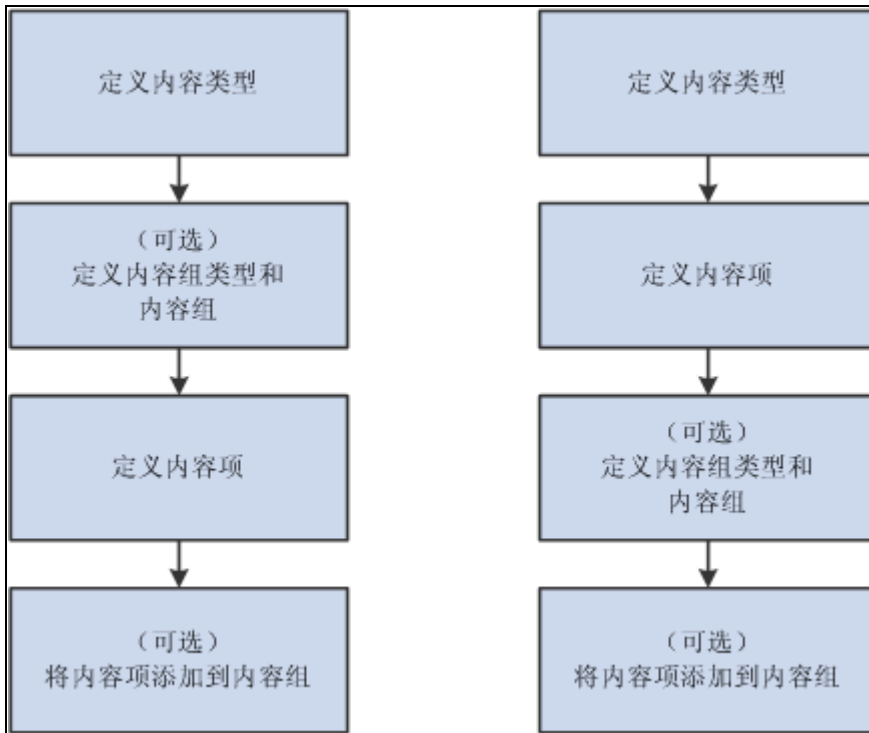 定义内容类型
（可选）
定义内容组类型和
内容组
定义内容项
（可选）
将内容项添加到内容组
定义内容类型
定义内容项
（可选）
定义内容组类型和
内容组
（可选）
将内容项添加到内容组